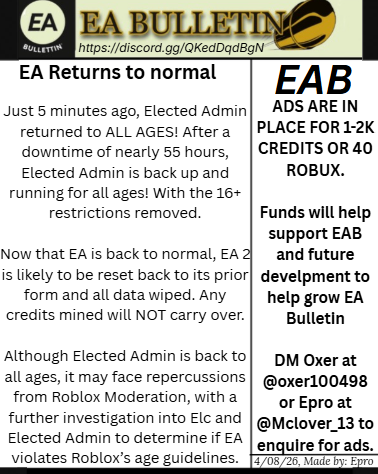 EA
BULLETTIN
EA BULLETIN
https://discord.gg/QKedDqdBgN
EA Returns to normal
Just 5 minutes ago, Elected Admin
returned to ALL AGES! After a
downtime of nearly 55 hours,
Elected Admin is back up and
running for all ages! With the 16+
restrictions removed.
Now that EA is back to normal, EA 2
is likely to be reset back to its prior
form and all data wiped. Any
credits mined will NOT carry over.
Although Elected Admin is back to
all ages, it may face repercussions
from Roblox Moderation, with a
further investigation into Elc and
Elected Admin to determine if EA
violates Roblox's age guidelines.
EAB
ADS ARE IN
PLACE FOR 1-2K
CREDITS OR 40
ROBUX.
Funds will help
support EAB
and future
develpment to
help grow EA
Bulletin
DM Oxer at
@oxer100498
or Epro at
@Mclover_13 to
enquire for ads.
4/08/26, Made by: Epro